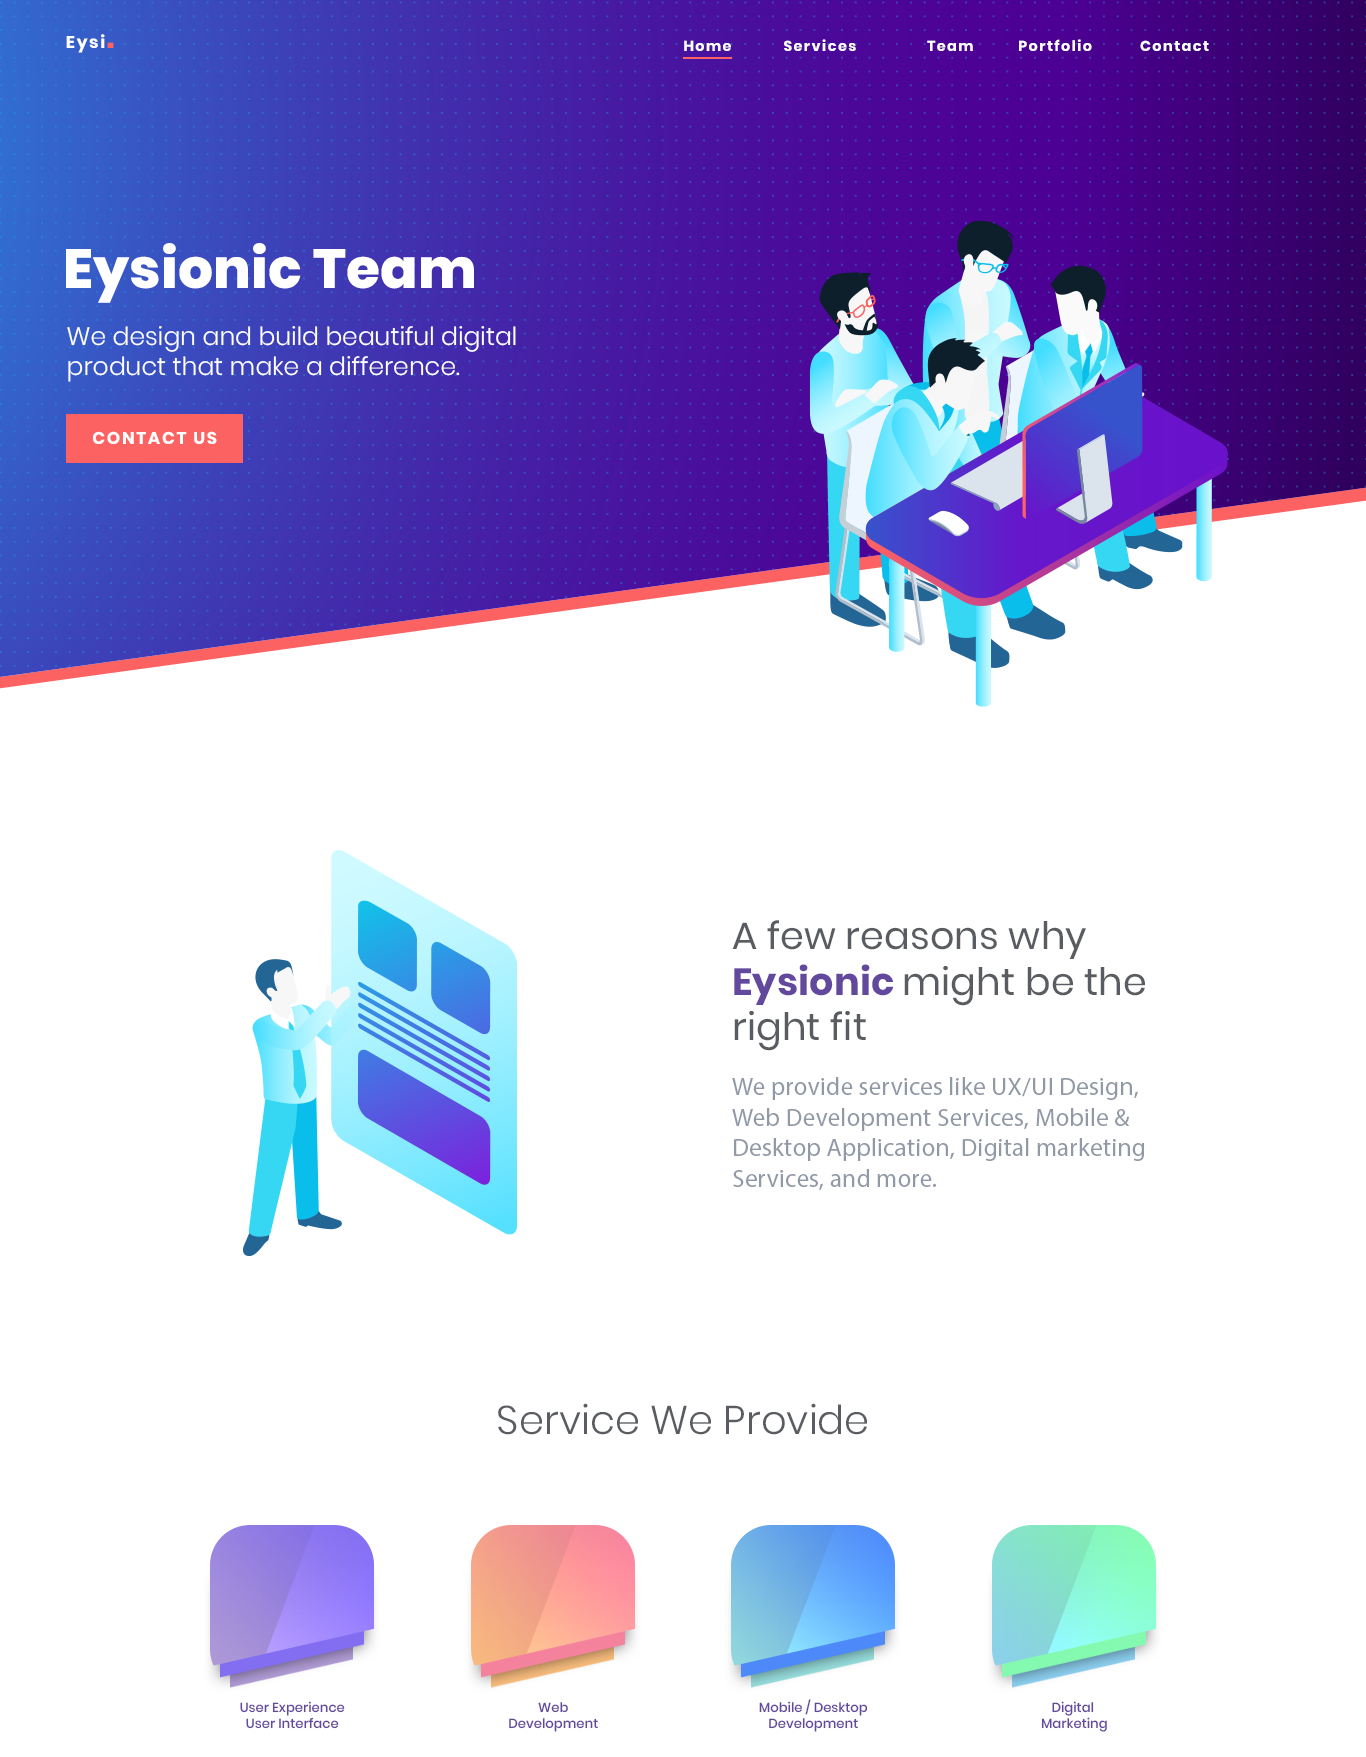 Eysi.
Home Services Team Portfolio Contact
Eysionic Team
We design and build beautiful digital
product that make a difference.
CONTACT US
A few reasons why
Eysionic might be the
right fit
We provide services like UX/UI Design,
Web Development Services, Mobile &
Desktop Application, Digital marketing
Services, and more.
Service We Provide
User Experience
User Interface
Web
Development
Mobile / Desktop
Development
Digital
Marketing